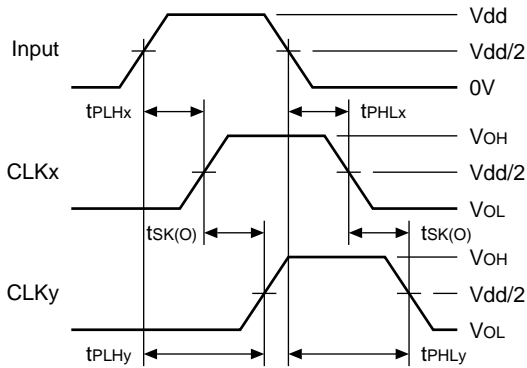 Vdd
Input
Vdd/2
0V
tPLHx
tPHLx
VOH
CLKx
Vdd/2
VOL
tSK(O)
tSK(O)
VOH
CLKy
Vdd/2
VOL
tPLHy
tPHLy